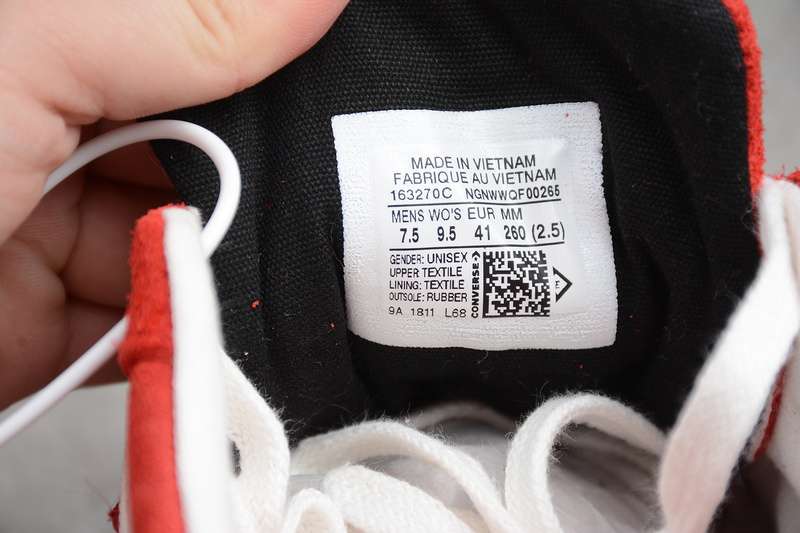 MADE IN VIETNAM
FABRIQUE AU VIETNAM
163270C NGNWWQF00265
MENS WO'S EUR MM
7.5 9.5 41 260 (2.5)
GENDER: UNISEX
UPPER: TEXTILE
LINING: TEXTILE
OUTSOLE: RUBBER
9A 1811 L68
CONVERSE
E